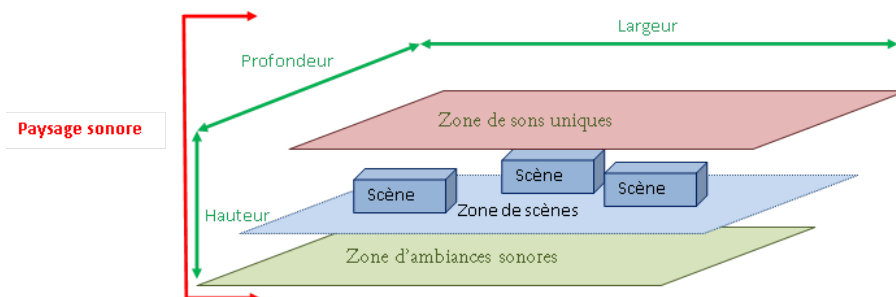 Largeur
Profondeur
Paysage sonore
Zone de sons uniques
Scène
Scène
Scène
Hauteur
Zone de scènes
Zone d'ambiances sonores